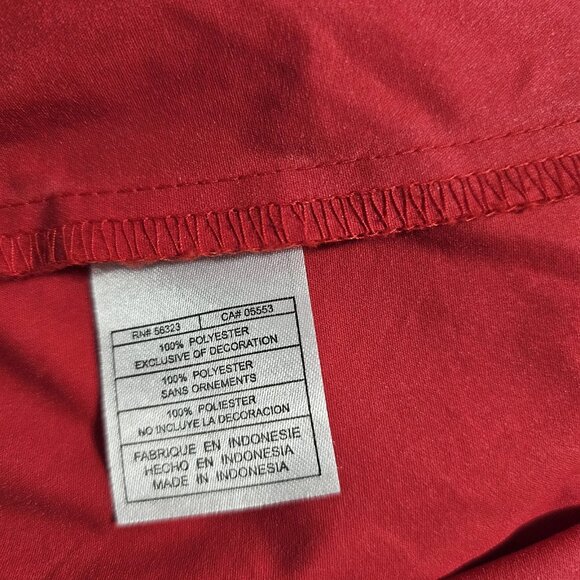 RN# 56323 CA# 05553
100% POLYESTER
EXCLUSIVE OF DECORATION
100% POLYESTER
SANS ORNEMENTS
100% POLIESTER
NO INCLUYE LA DECORACION
FABRIQUE EN INDONESIE
HECHO EN INDONESIA
MADE IN INDONESIA